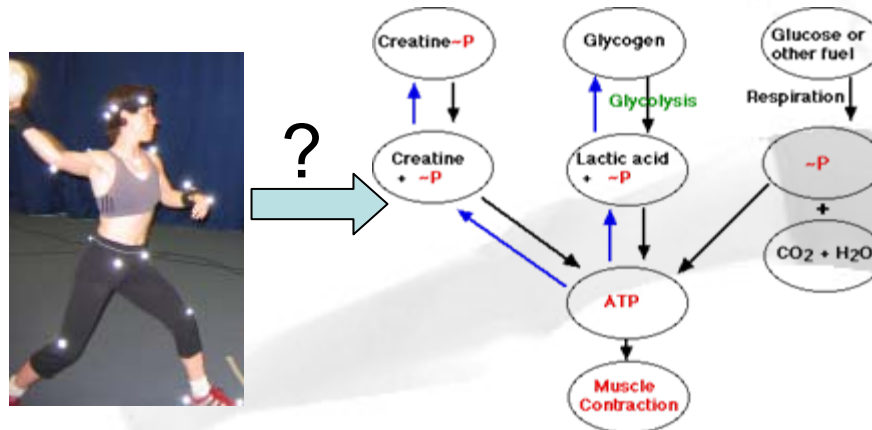 Creatine~P
Glycogen
Glucose or
other fuel
Glycolysis
Respiration
?
Creatine
+ ~P
Lactic acid
+ ~P
~P
+
CO2 + H2O
ATP
Muscle
Contraction